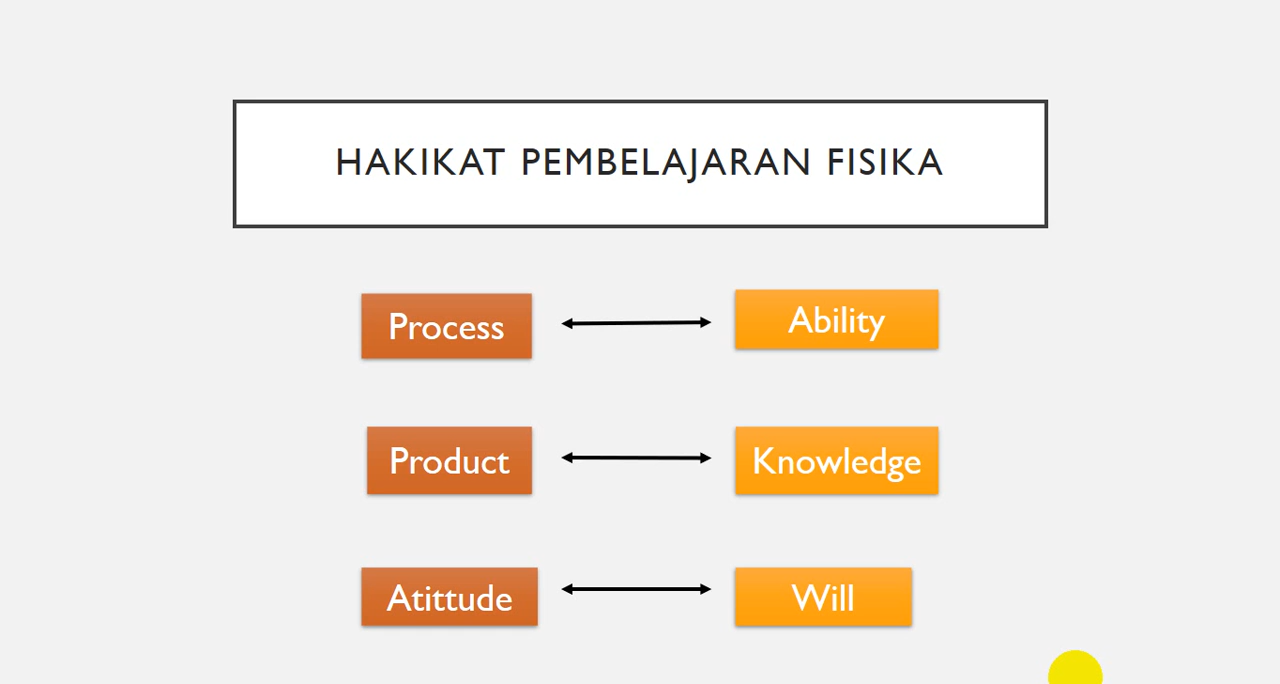 HAKIKAT PEMBELAJARAN FISIKA
Process
Ability
Product
Knowledge
Atittude
Will